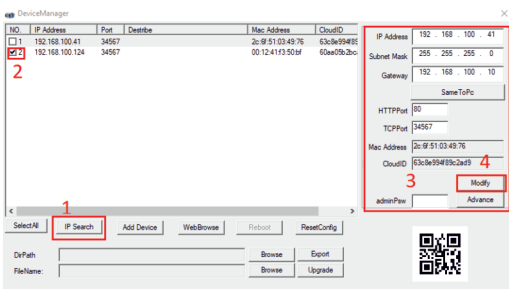 DeviceManager
NO. IP Address Port Destribe Mac Address CloudID
1 192.168.100.41 34567 2c:6f:51:03:49:76 63c8e994f89
2 192.168.100.124 34567 00:12:41:f3:50:bf 60aa05b2bc
2
IP Address 192 . 168 . 100 . 41
Subnet Mask 255 . 255 . 255 . 0
Gateway 192 . 168 . 100 . 10
SameToPc
HTTPPort 80
TCPPort 34567
Mac Address 2c:6f:51:03:49:76
CloudID 63c8e994f89c2ad9
4
3
Modify
adminPsw Advance
1
SelectAll IP Search Add Device WebBrowse Reboot ResetConfig
DirPath Browse Export
FileName: Browse Upgrade